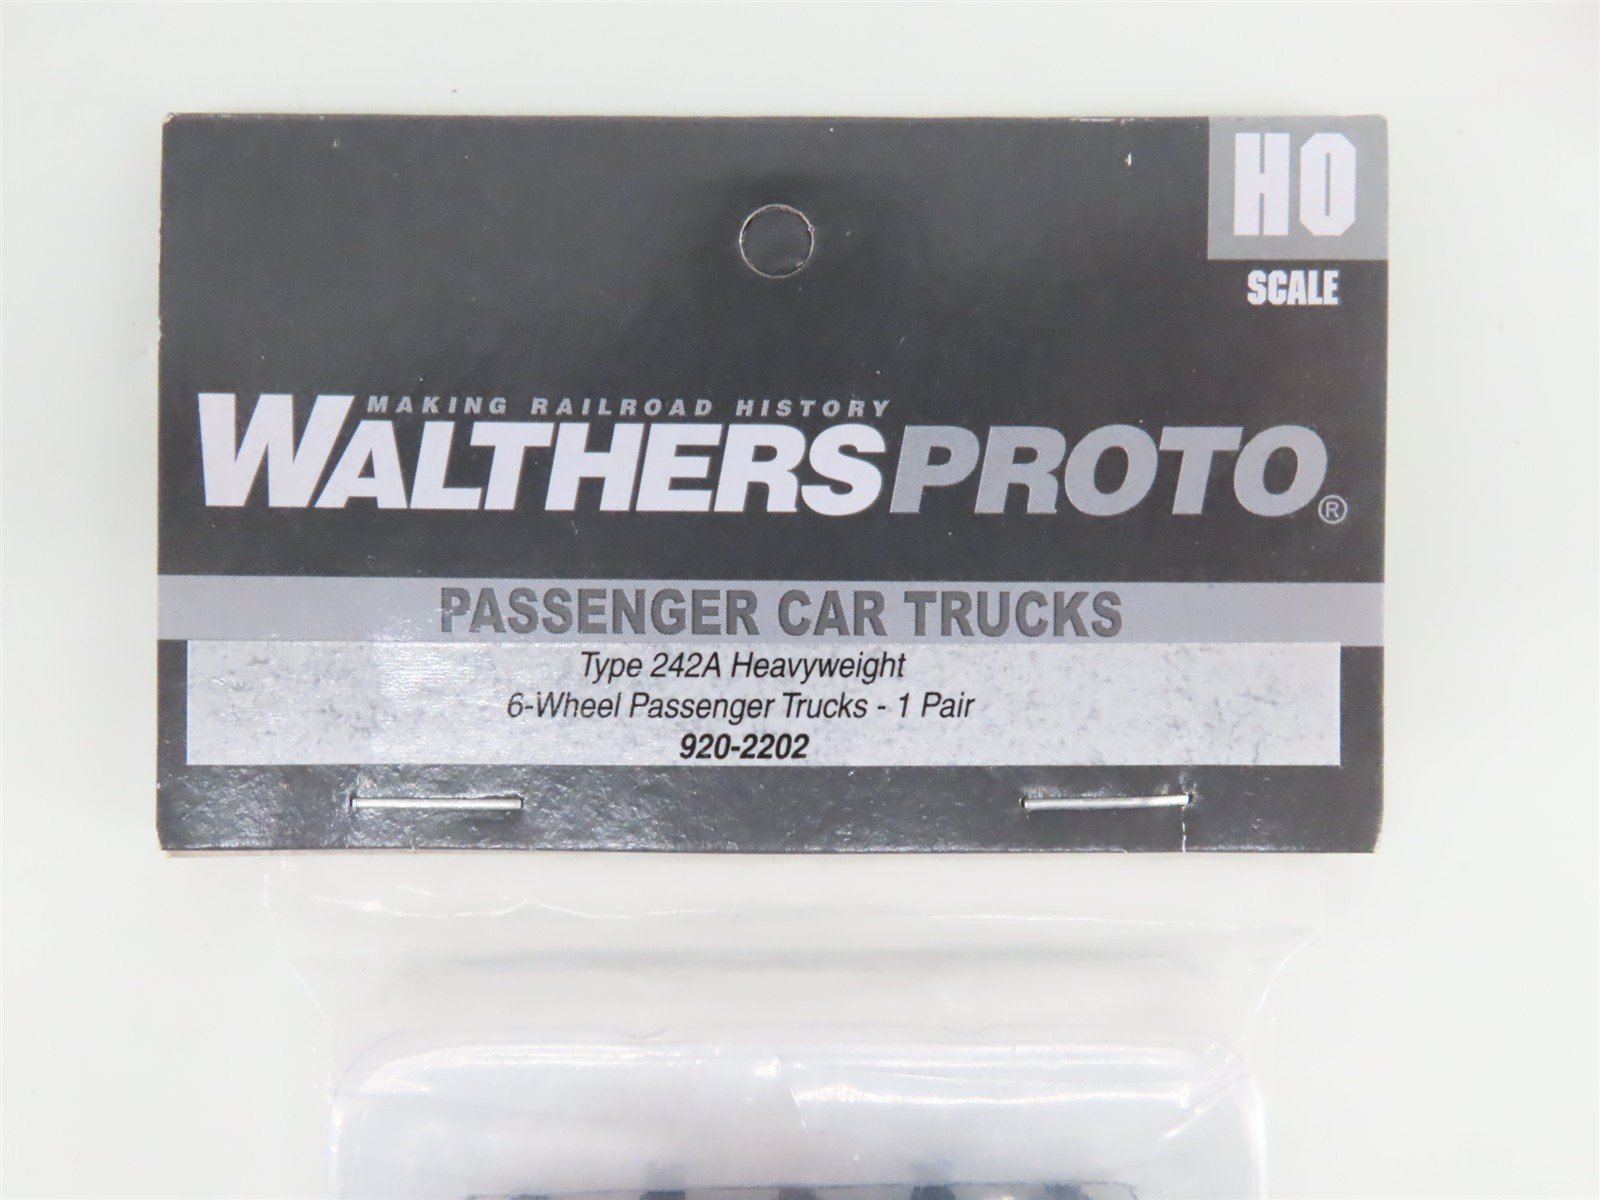 HO
SCALE
MAKING RAILROAD HISTORY
WALTHERSPROTO®
PASSENGER CAR TRUCKS
Type 242A Heavyweight
6-Wheel Passenger Trucks - 1 Pair
920-2202